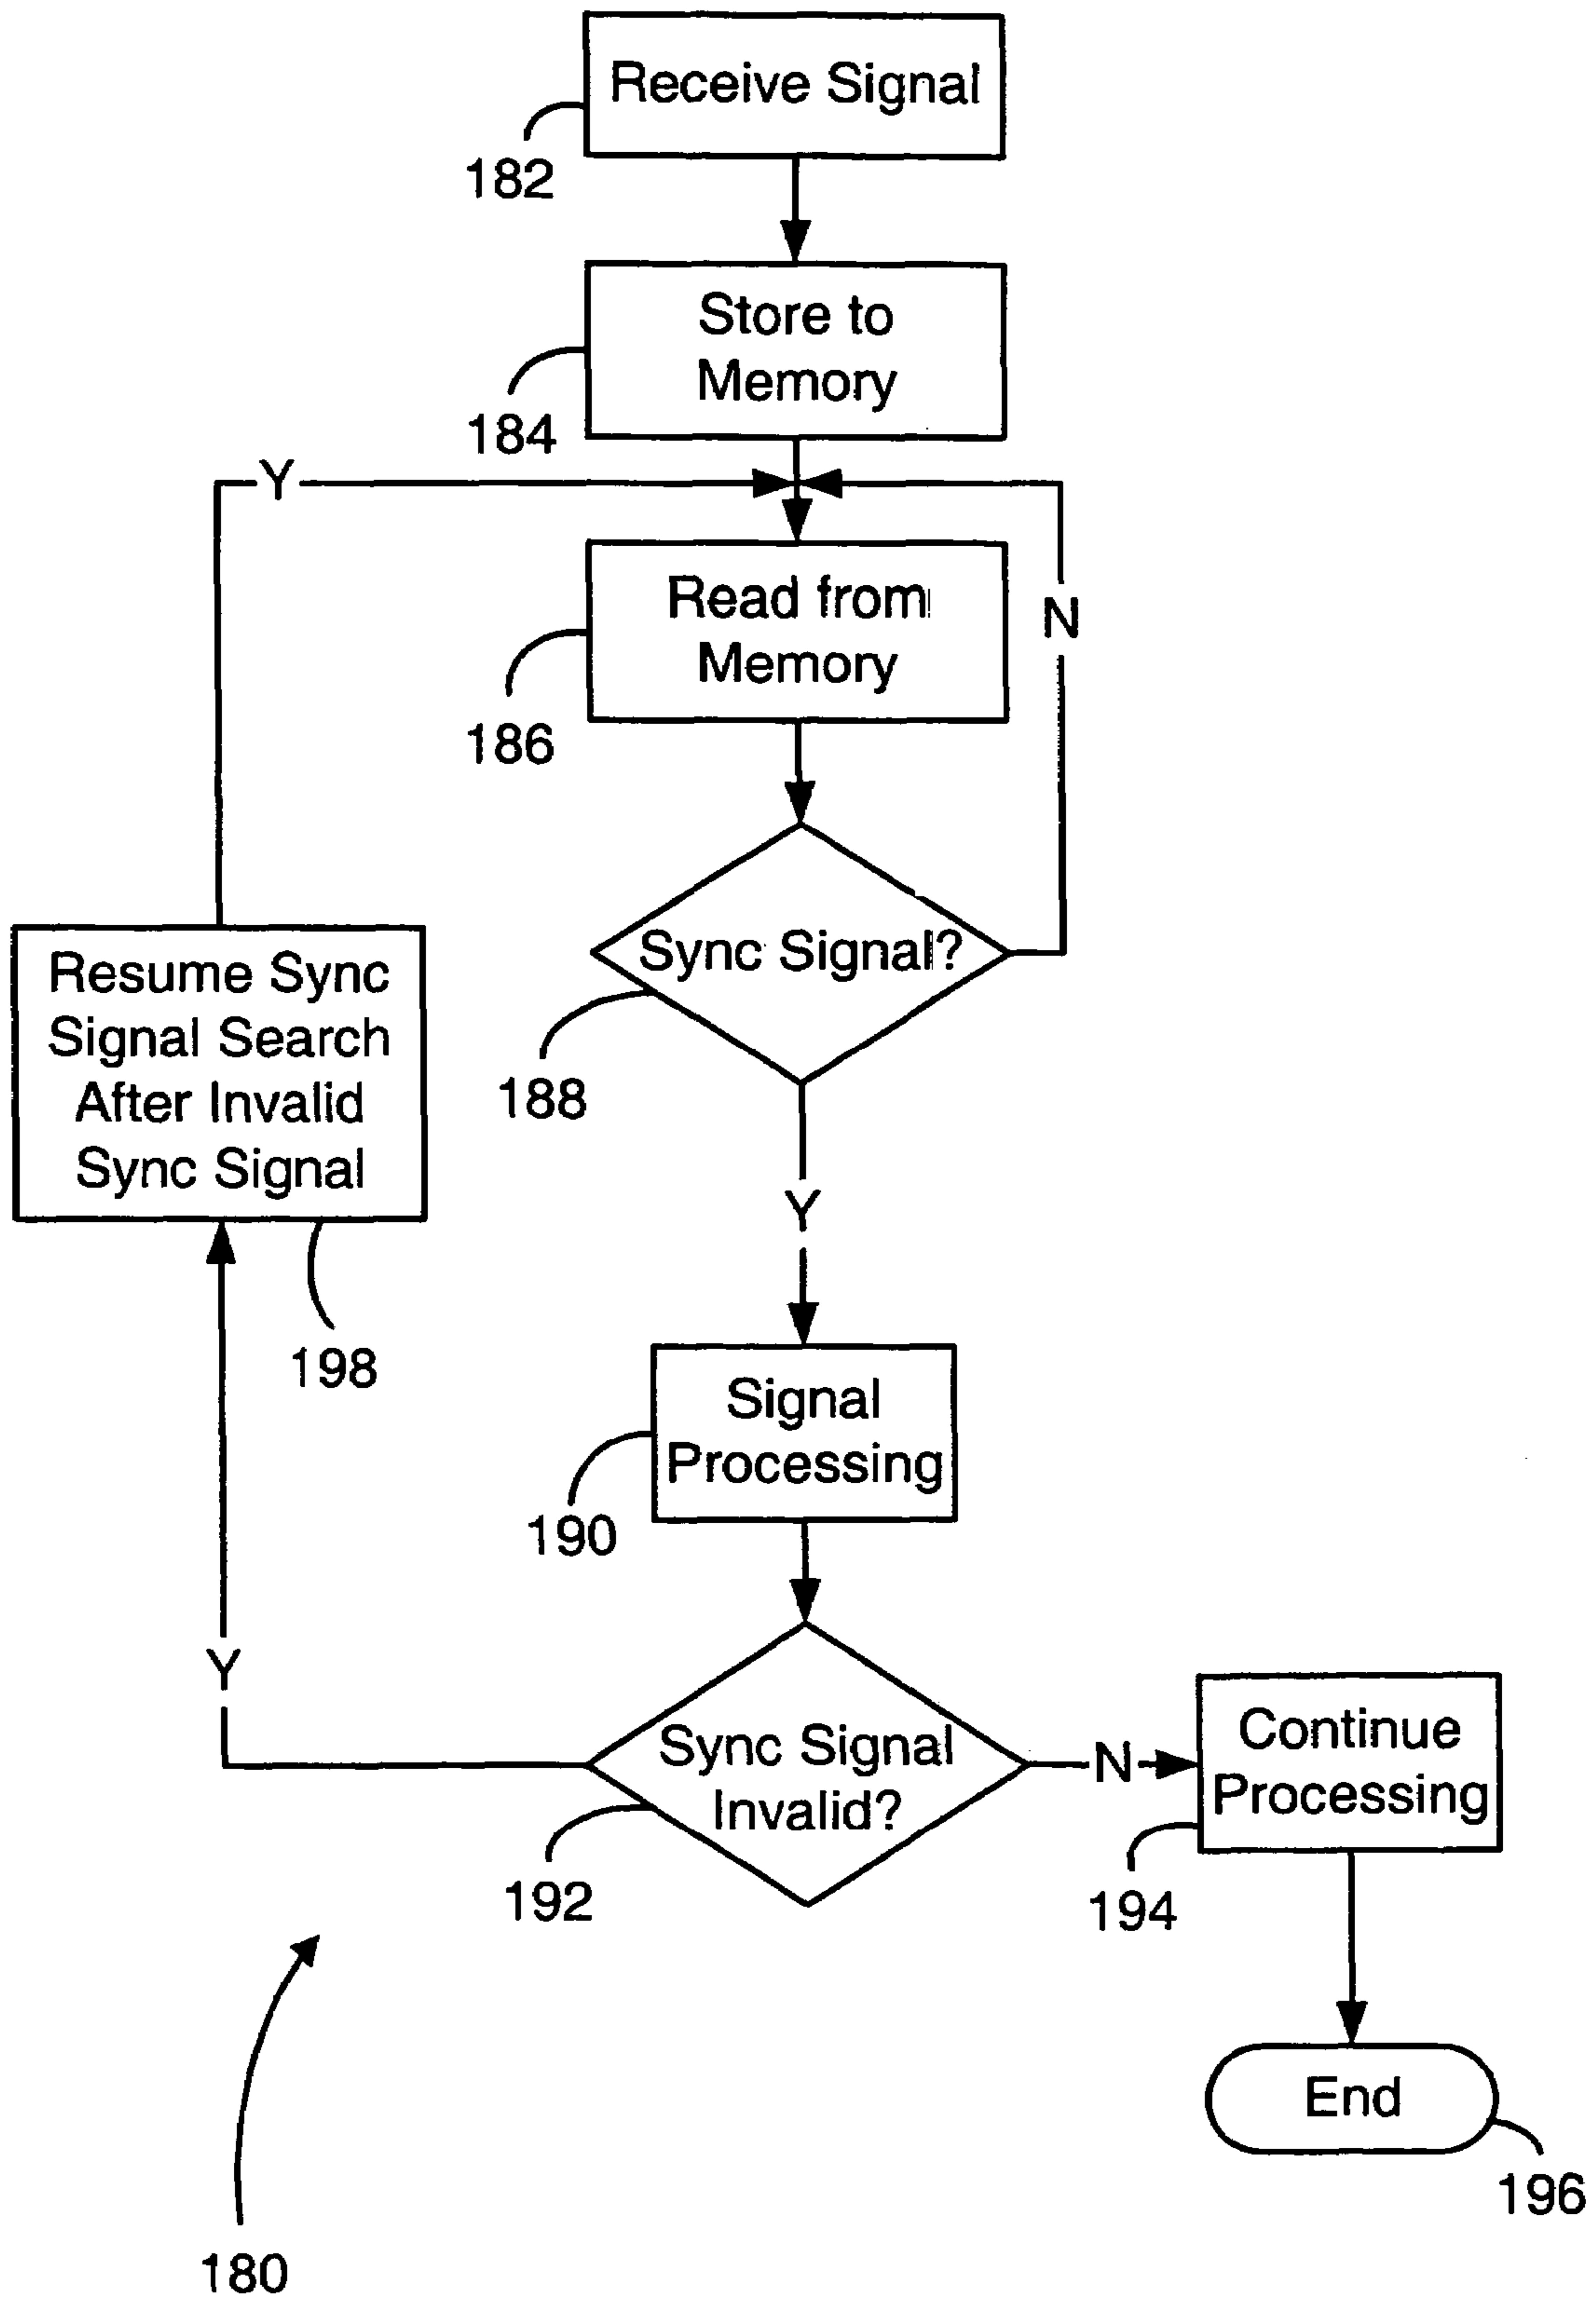 Receive Signal
182
Store to
Memory
184
Y
Read from
Memory
N
186
Sync Signal?
188
Resume Sync
Signal Search
After Invalid
Sync Signal
198
Y
Signal
Processing
190
Y
Sync Signal
Invalid?
192
N
Continue
Processing
194
End
196
180